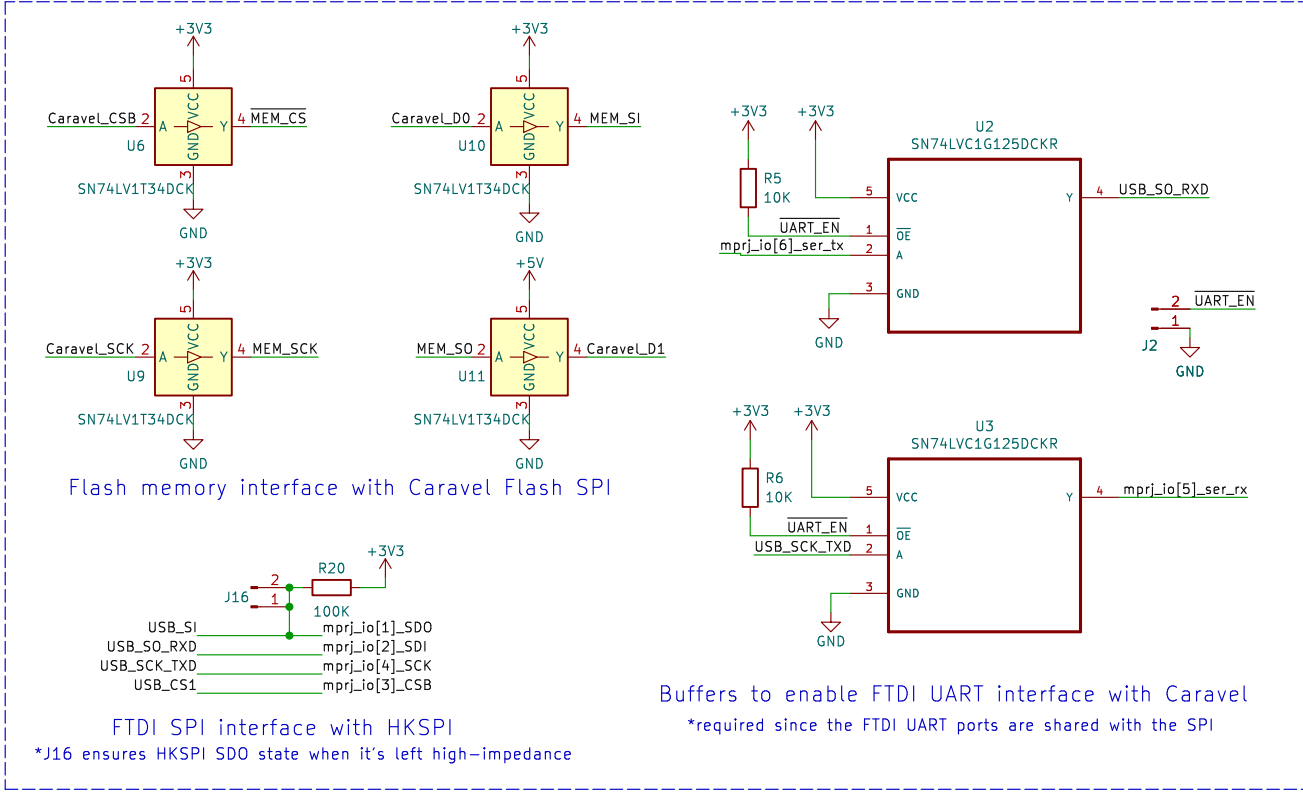 +3V3
5
VCC
Caravel_CSB 2
A
Y
4 MEM_CS
GND
U6
3
SN74LV1T34DCK
GND
+3V3
5
VCC
Caravel_D0 2
A
Y
4 MEM_SI
GND
U10
3
SN74LV1T34DCK
GND
+3V3
5
VCC
Caravel_SCK 2
A
Y
4 MEM_SCK
GND
U9
3
SN74LV1T34DCK
GND
+5V
5
VCC
MEM_SO 2
A
Y
4 Caravel_D1
GND
U11
3
SN74LV1T34DCK
GND
Flash memory interface with Caravel Flash SPI
+3V3
R20
J16
2
1
100K
USB_SI
mprj_io[1]_SDO
USB_SO_RXD
mprj_io[2]_SDI
USB_SCK_TXD
mprj_io[4]_SCK
USB_CS1
mprj_io[3]_CSB
FTDI SPI interface with HKSPI
*J16 ensures HKSPI SDO state when it's left high-impedance
+3V3
+3V3
U2
SN74LVC1G125DCKR
R5
10K
5
VCC
Y
4
USB_SO_RXD
UART_EN
1
OE
mprj_io[6]_ser_tx
2
A
3
GND
GND
2
UART_EN
1
J2
GND
+3V3
+3V3
U3
SN74LVC1G125DCKR
R6
10K
5
VCC
Y
4
mprj_io[5]_ser_rx
UART_EN
1
OE
USB_SCK_TXD
2
A
3
GND
GND
Buffers to enable FTDI UART interface with Caravel
*required since the FTDI UART ports are shared with the SPI